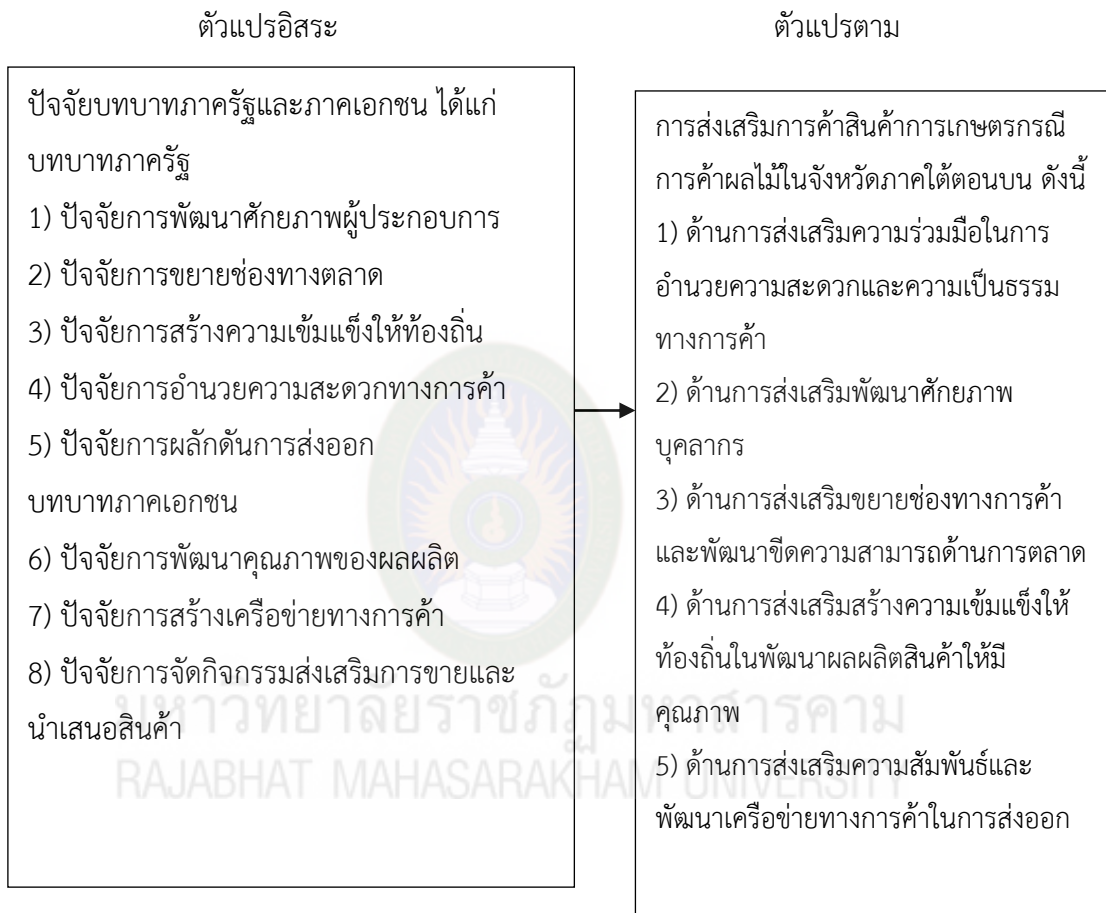 ตัวแปรอิสระ
ตัวแปรตาม
ปัจจัยบทบาทภาครัฐและภาคเอกชน ได้แก่
บทบาทภาครัฐ
1) ปัจจัยการพัฒนาศักยภาพผู้ประกอบการ
2) ปัจจัยการขยายช่องทางตลาด
3) ปัจจัยการสร้างความเข้มแข็งให้ท้องถิ่น
4) ปัจจัยการอำนวยความสะดวกทางการค้า
5) ปัจจัยการผลักดันการส่งออก
บทบาทภาคเอกชน
6) ปัจจัยการพัฒนาคุณภาพของผลผลิต
7) ปัจจัยการสร้างเครือข่ายทางการค้า
8) ปัจจัยการจัดกิจกรรมส่งเสริมการขายและ
นำเสนอสินค้า
การส่งเสริมการค้าสินค้าการเกษตรกรณี
การค้าผลไม้ในจังหวัดภาคใต้ตอนบน ดังนี้
1) ด้านการส่งเสริมความร่วมมือในการ
อำนวยความสะดวกและความเป็นธรรม
ทางการค้า
2) ด้านการส่งเสริมพัฒนาศักยภาพ
บุคลากร
3) ด้านการส่งเสริมขยายช่องทางการค้า
และพัฒนาขีดความสามารถด้านการตลาด
4) ด้านการส่งเสริมสร้างความเข้มแข็งให้
ท้องถิ่นในพัฒนาผลผลิตสินค้าให้มี
คุณภาพ
5) ด้านการส่งเสริมความสัมพันธ์และ
พัฒนาเครือข่ายทางการค้าในการส่งออก
มหาวิทยาลัยราชภัฏมหาสารคาม
RAJABHAT MAHASARAKHAM UNIVERSITY